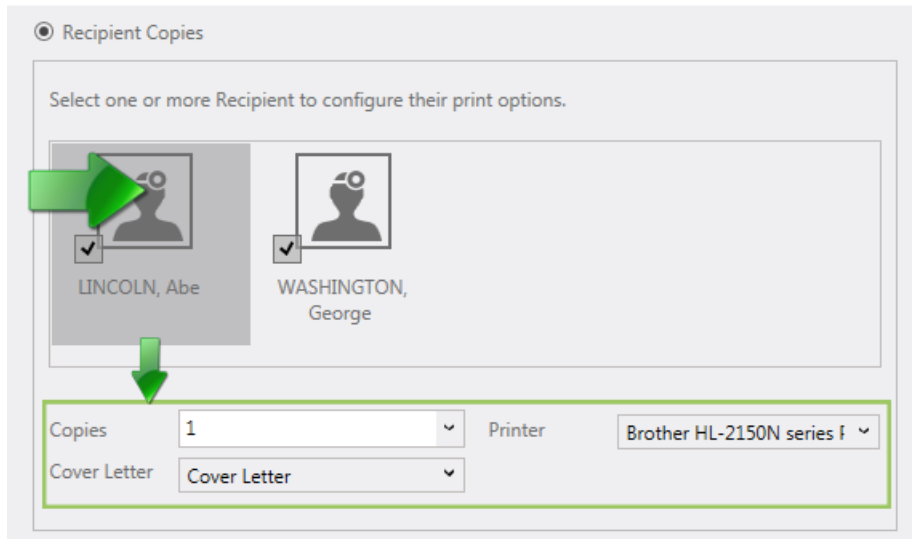 Recipient Copies
Select one or more Recipient to configure their print options.
LINCOLN, Abe
WASHINGTON,
George
Copies 1 Printer Brother HL-2150N series
Cover Letter Cover Letter